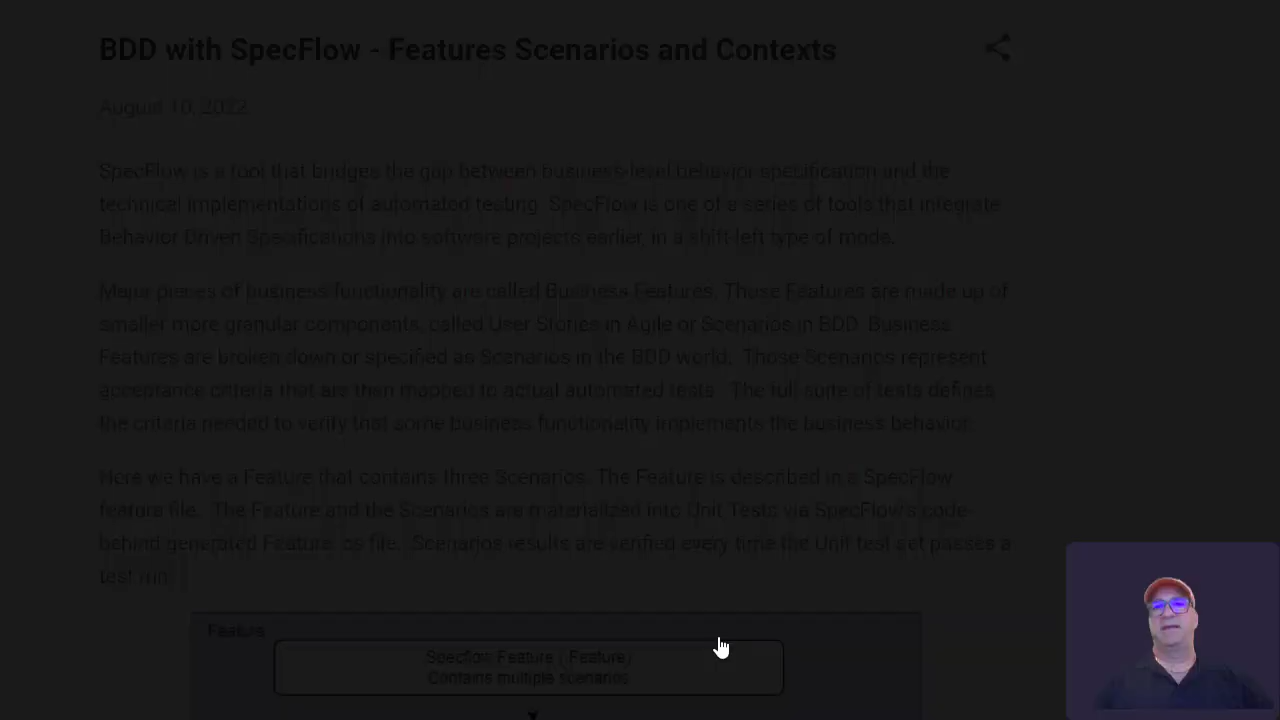 BDD with SpecFlow - Features Scenarios and Contexts
August 10, 2022
SpecFlow is a tool that bridges the gap between business-level behavior specification and the
technical implementations of automated testing. SpecFlow is one of a series of tools that integrate
Behavior Driven Specifications into software projects earlier, in a shift-left type of mode.
Major pieces of business functionality are called Business Features. Those Features are made up of
smaller more granular components, called User Stories in Agile or Scenarios in BDD. Business
Features are broken down or specified as Scenarios in the BDD world. Those Scenarios represent
acceptance criteria that are then mapped to actual automated tests. The full suite of tests defines
the criteria needed to verify that some business functionality implements the business behavior.
Here we have a Feature that contains three Scenarios. The Feature is described in a SpecFlow
feature file. The Feature and the Scenarios are materialized into Unit Tests via SpecFlow's code-
behind generated Feature.cs file. Scenarios results are verified every time the Unit test set passes a
test run.
Feature
Specflow Feature (.Feature)
Contains multiple scenarios